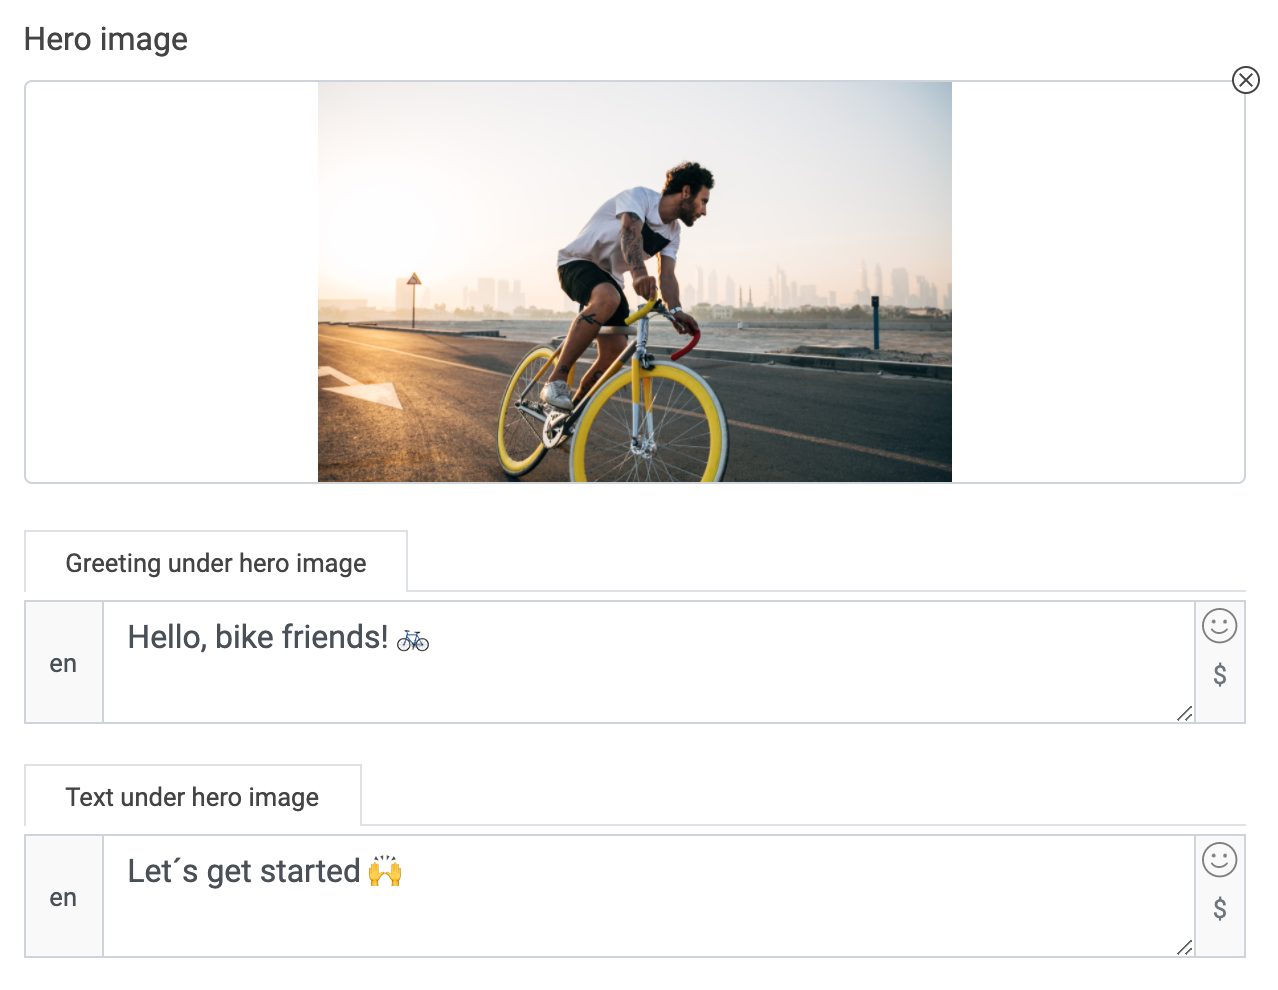 Hero image
Greeting under hero image
en
Hello, bike friends! 🚲
$
Text under hero image
en
Let´s get started 🙌
$